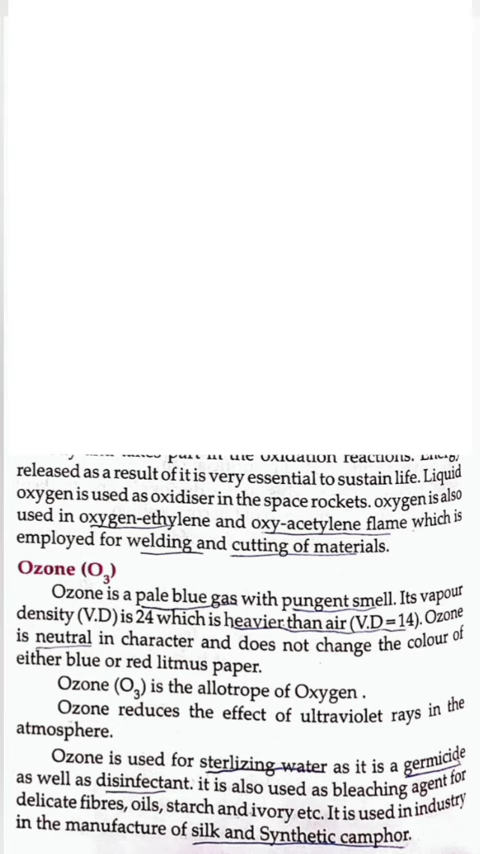 part in the oxidation reactions.
released as a result of it is very essential to sustain life. Liquid
oxygen is used as oxidiser in the space rockets. oxygen is also
used in oxygen-ethylene and oxy-acetylene flame which is
employed for welding and cutting of materials.
Ozone (O₃)
Ozone is a pale blue gas with pungent smell. Its vapour
density (V.D) is 24 which is heavier than air (V.D=14). Ozone
is neutral in character and does not change the colour of
either blue or red litmus paper.
Ozone (O₃) is the allotrope of Oxygen .
Ozone reduces the effect of ultraviolet rays in the
atmosphere.
Ozone is used for sterlizing water as it is a germicide
as well as disinfectant. it is also used as bleaching agent for
delicate fibres, oils, starch and ivory etc. It is used in industry
in the manufacture of silk and Synthetic camphor.